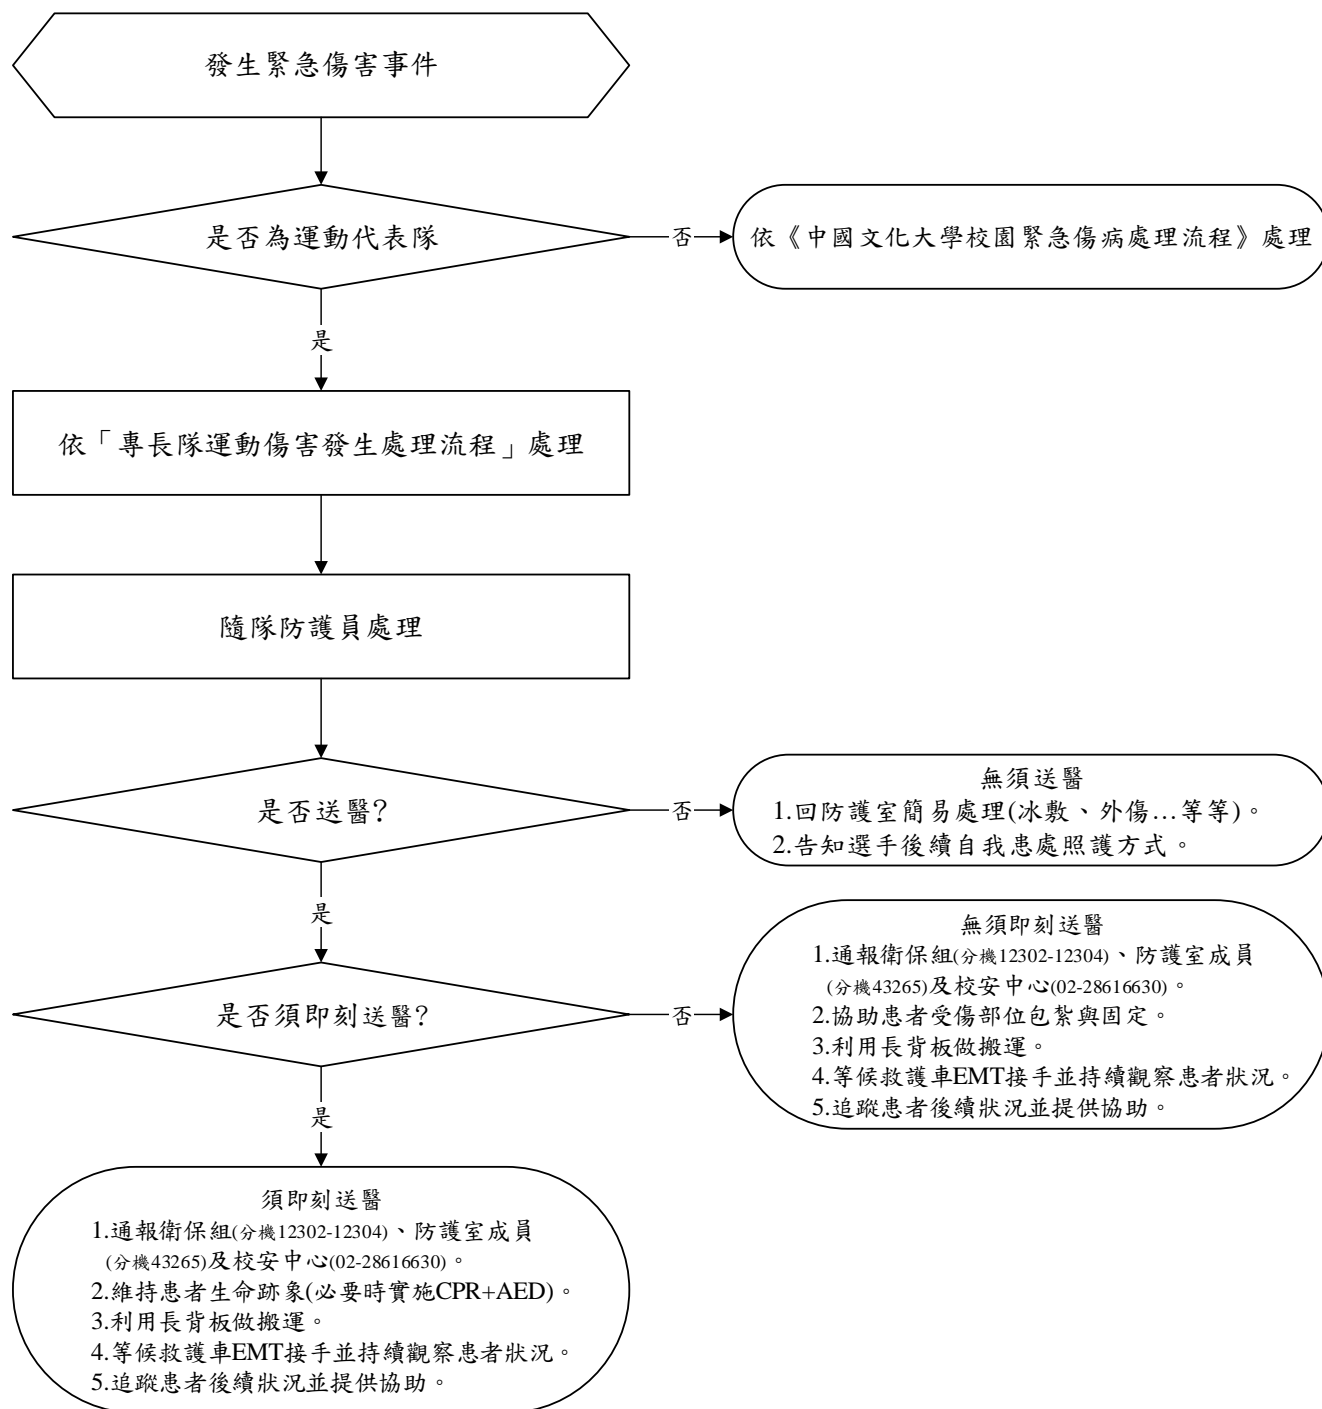 發生緊急傷害事件
是否為運動代表隊
否
依《中國文化大學校園緊急傷病處理流程》處理
是
依「專長隊運動傷害發生處理流程」處理
隨隊防護員處理
是否送醫?
否
無須送醫
1.回防護室簡易處理(冰敷、外傷…等等)。
2.告知選手後續自我患處照護方式。
是
是否須即刻送醫?
否
無須即刻送醫
1.通報衛保組(分機12302-12304)、防護室成員
(分機43265)及校安中心(02-28616630)。
2.協助患者受傷部位包紮與固定。
3.利用長背板做搬運。
4.等候救護車EMT接手並持續觀察患者狀況。
5.追蹤患者後續狀況並提供協助。
是
須即刻送醫
1.通報衛保組(分機12302-12304)、防護室成員
(分機43265)及校安中心(02-28616630)。
2.維持患者生命跡象(必要時實施CPR+AED)。
3.利用長背板做搬運。
4.等候救護車EMT接手並持續觀察患者狀況。
5.追蹤患者後續狀況並提供協助。